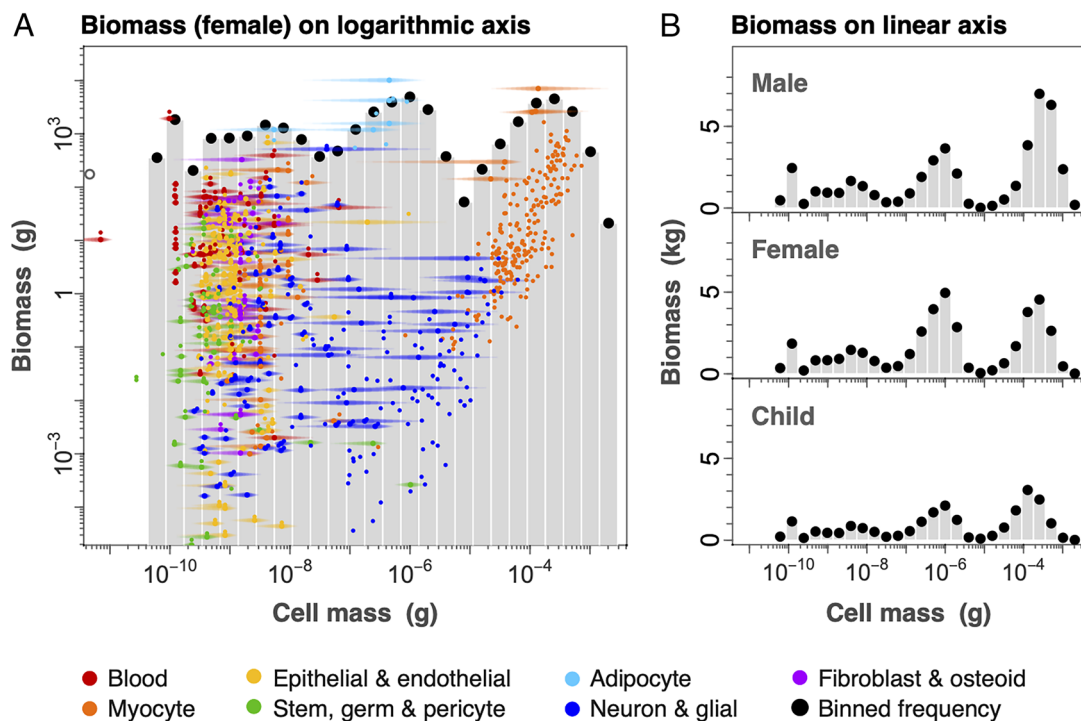 A Biomass (female) on logarithmic axis
Biomass (g)
10³
1
10⁻³
10⁻¹⁰ 10⁻⁸ 10⁻⁶ 10⁻⁴
Cell mass (g)
B Biomass on linear axis
Biomass (kg)
Male
5
0
Female
5
0
Child
5
0
10⁻¹⁰ 10⁻⁸ 10⁻⁶ 10⁻⁴
Cell mass (g)
Blood Epithelial & endothelial Adipocyte Fibroblast & osteoid
Myocyte Stem, germ & pericyte Neuron & glial Binned frequency